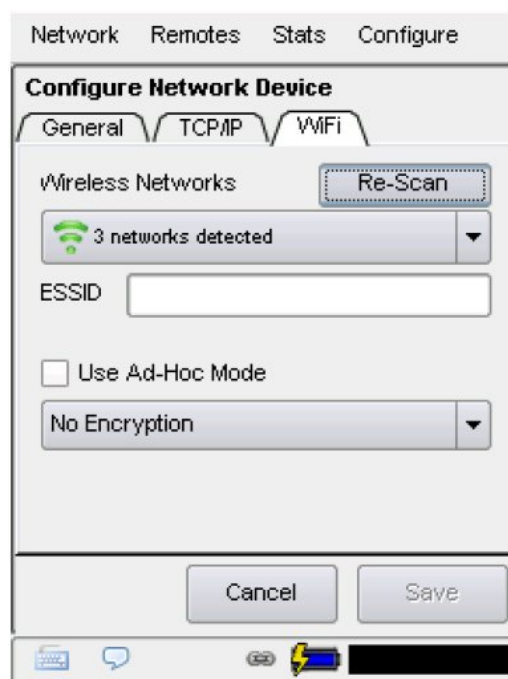 Network Remotes Stats Configure
Configure Network Device
General TCP/IP WiFi
Wireless Networks Re-Scan
3 networks detected
ESSID
Use Ad-Hoc Mode
No Encryption
Cancel Save